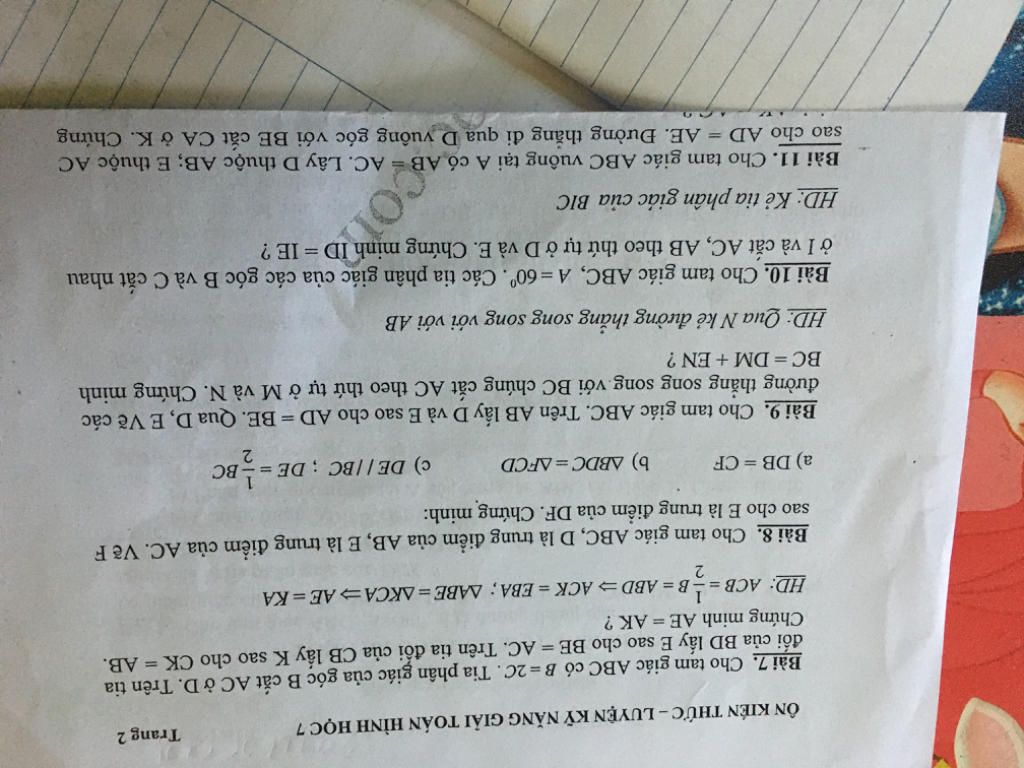 ÔN KIẾN THỨC – LUYỆN KỸ NĂNG GIẢI TOÁN HÌNH HỌC 7 Trang 2
Bài 7. Cho tam giác ABC có B = 2C. Tia phân giác của góc B cắt AC ở D. Trên tia
đối của BD lấy E sao cho BE = AC. Trên tia đối của CB lấy K sao cho CK = AB.
Chứng minh AE = AK ?
HD: ACB = 1/2 B = ABD ⇒ ACK = EBA ; ΔABE = ΔKCA ⇒ AE = KA
Bài 8. Cho tam giác ABC, D là trung điểm của AB, E là trung điểm của AC. Vẽ F
sao cho E là trung điểm của DF. Chứng minh:
a) DB = CF b) ΔBDC = ΔFCD c) DE // BC ; DE = 1/2 BC
Bài 9. Cho tam giác ABC. Trên AB lấy D và E sao cho AD = BE. Qua D, E Vẽ các
đường thẳng song song với BC chúng cắt AC theo thứ tự ở M và N. Chứng minh
BC = DM + EN ?
HD: Qua N kẻ đường thẳng song song với với AB
Bài 10. Cho tam giác ABC, A = 60⁰. Các tia phân giác của các góc B và C cắt nhau
ở I và cắt AC, AB theo thứ tự ở D và E. Chứng minh ID = IE ?
HD: Kẻ tia phân giác của BIC
Bài 11. Cho tam giác ABC vuông tại A có AB = AC. Lấy D thuộc AB; E thuộc AC
sao cho AD = AE. Đường thẳng đi qua D vuông góc với BE cắt CA ở K. Chứng